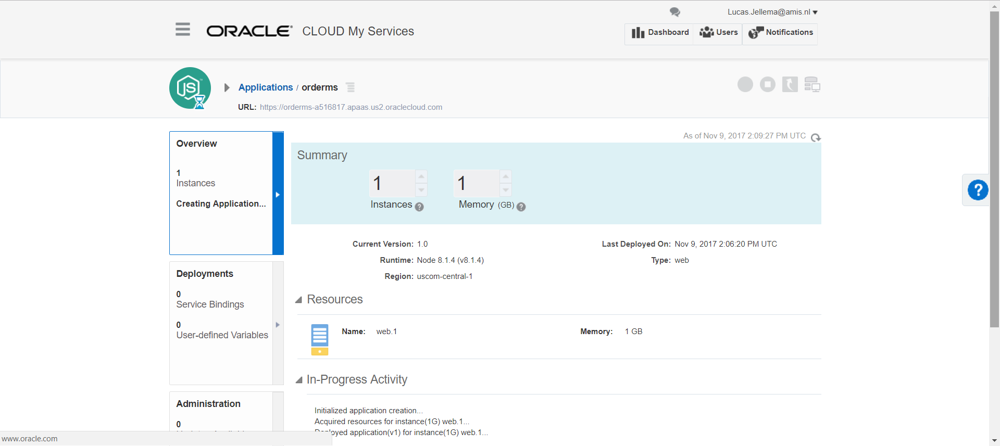 Lucas.Jellema@amis.nl
ORACLE CLOUD My Services
Dashboard
Users
Notifications
JS
Applications / orderms
URL: https://orderms-a516817.apaas.us2.oraclecloud.com
As of Nov 9, 2017 2:09:27 PM UTC
Overview
1
Instances
Creating Application...
Summary
1
Instances ?
1
Memory (GB) ?
?
Current Version: 1.0
Last Deployed On: Nov 9, 2017 2:06:20 PM UTC
Runtime: Node 8.1.4 (v8.1.4)
Type: web
Region: uscom-central-1
Deployments
0
Service Bindings
0
User-defined Variables
Resources
Name: web.1
Memory: 1 GB
In-Progress Activity
Initialized application creation...
Acquired resources for instance(1G) web.1...
Deployed application(v1) for instance(1G) web.1...
Administration
0
www.oracle.com